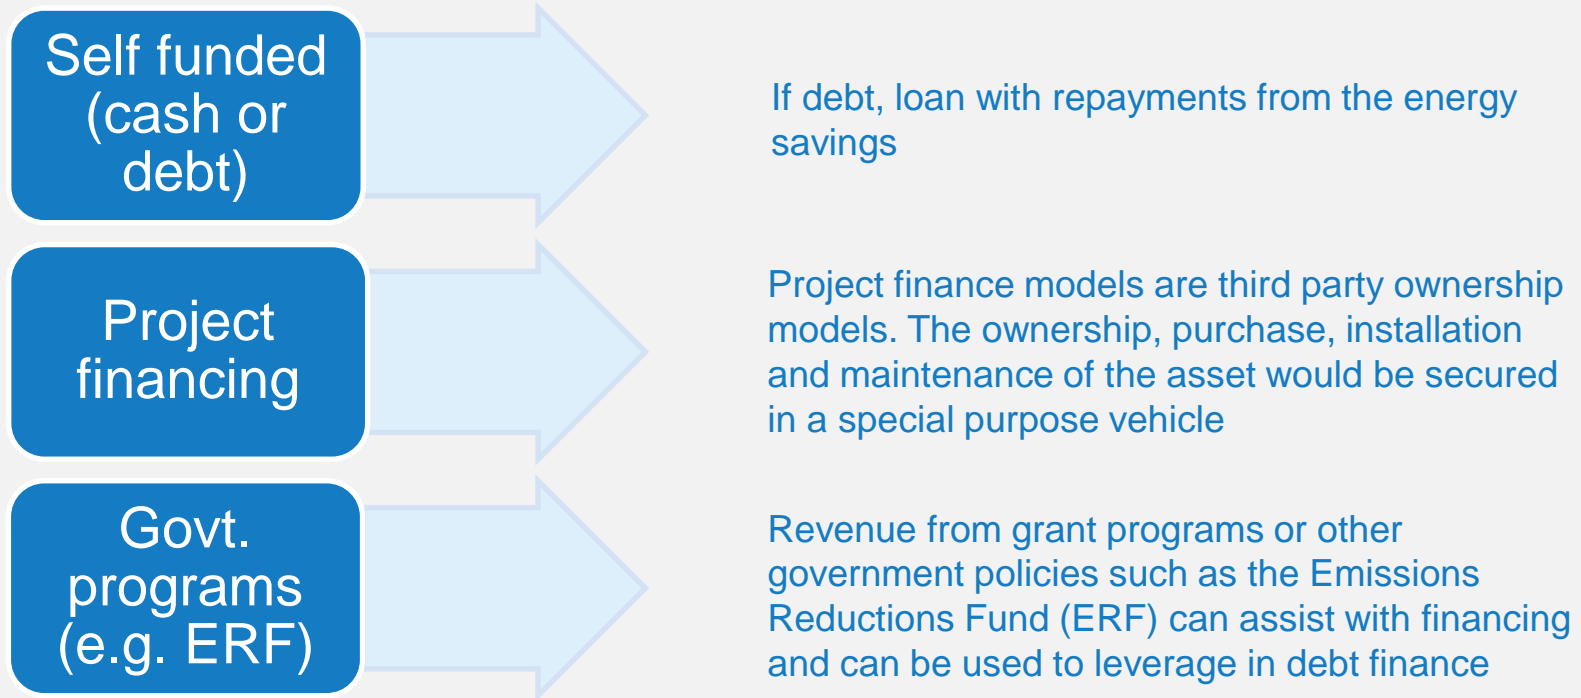 Self funded
(cash or
debt)
If debt, loan with repayments from the energy
savings
Project
financing
Project finance models are third party ownership
models. The ownership, purchase, installation
and maintenance of the asset would be secured
in a special purpose vehicle
Govt.
programs
(e.g. ERF)
Revenue from grant programs or other
government policies such as the Emissions
Reductions Fund (ERF) can assist with financing
and can be used to leverage in debt finance